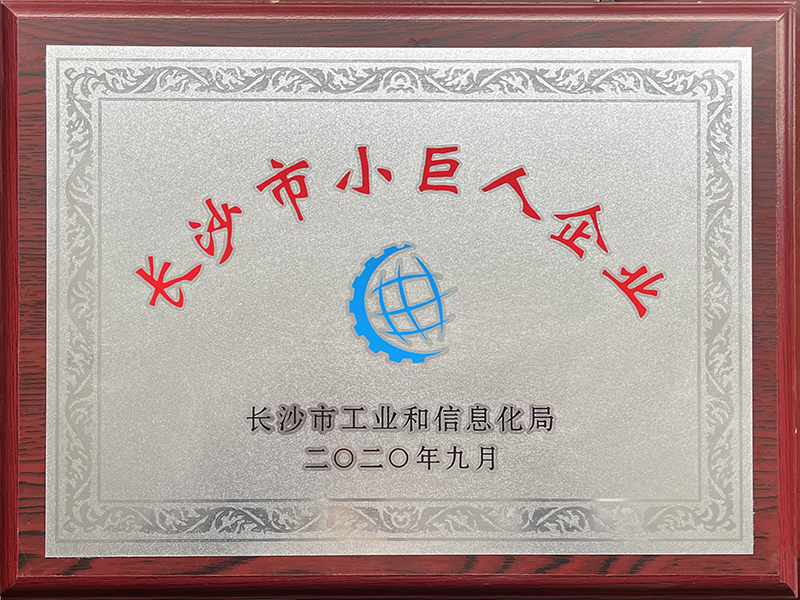 长沙市小巨人企业
长沙市工业和信息化局
二〇二〇年九月